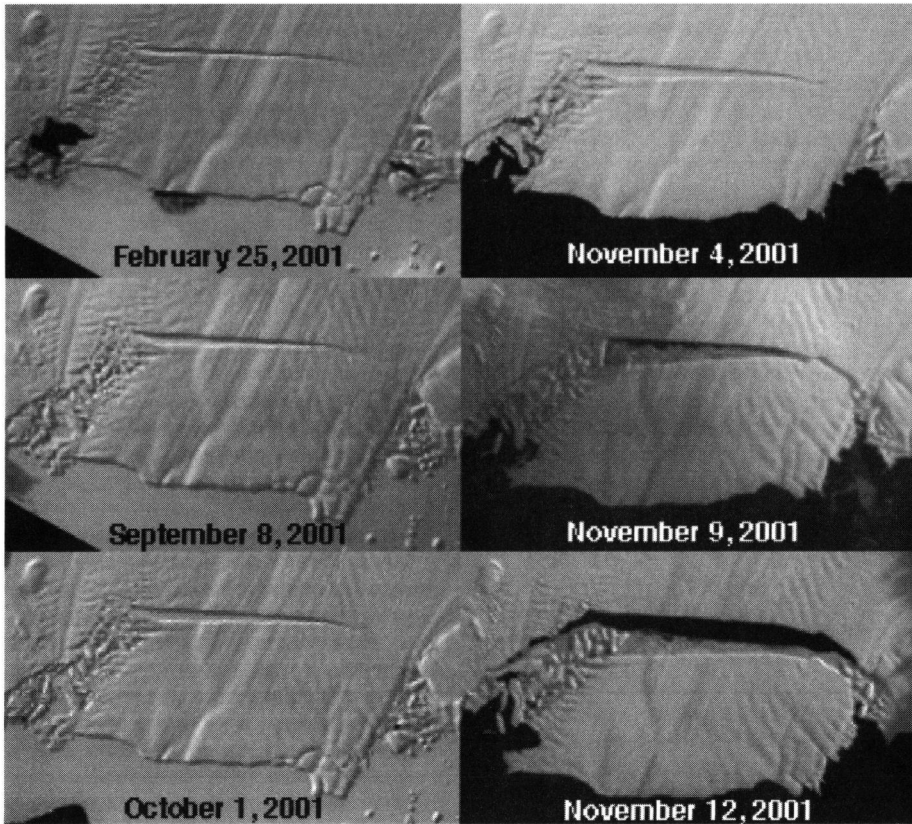 February 25, 2001
November 4, 2001
September 8, 2001
November 9, 2001
October 1, 2001
November 12, 2001